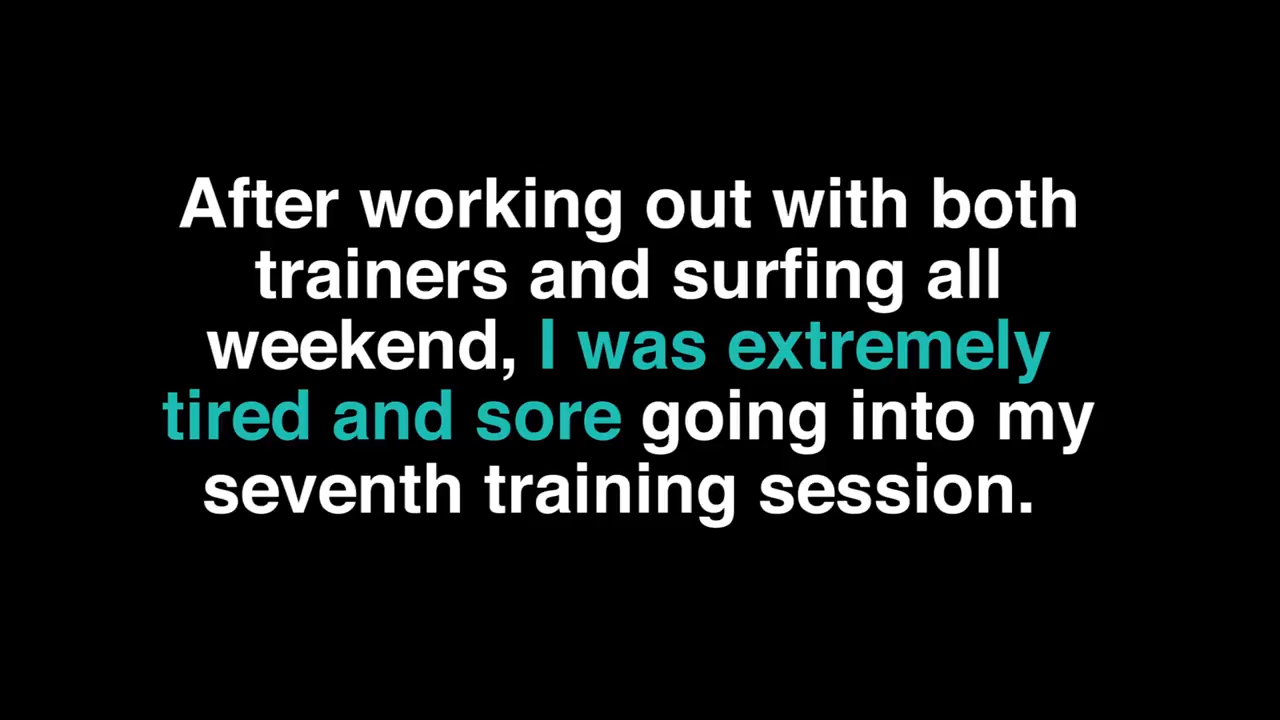 After working out with both
trainers and surfing all
weekend, I was extremely
tired and sore going into my
seventh training session.